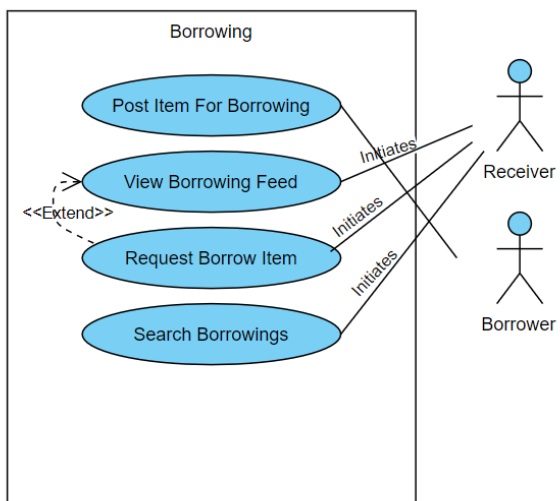 Borrowing
Post Item For Borrowing
Initiates
View Borrowing Feed
Receiver
<<Extend>>
Initiates
Request Borrow Item
Initiates
Borrower
Search Borrowings